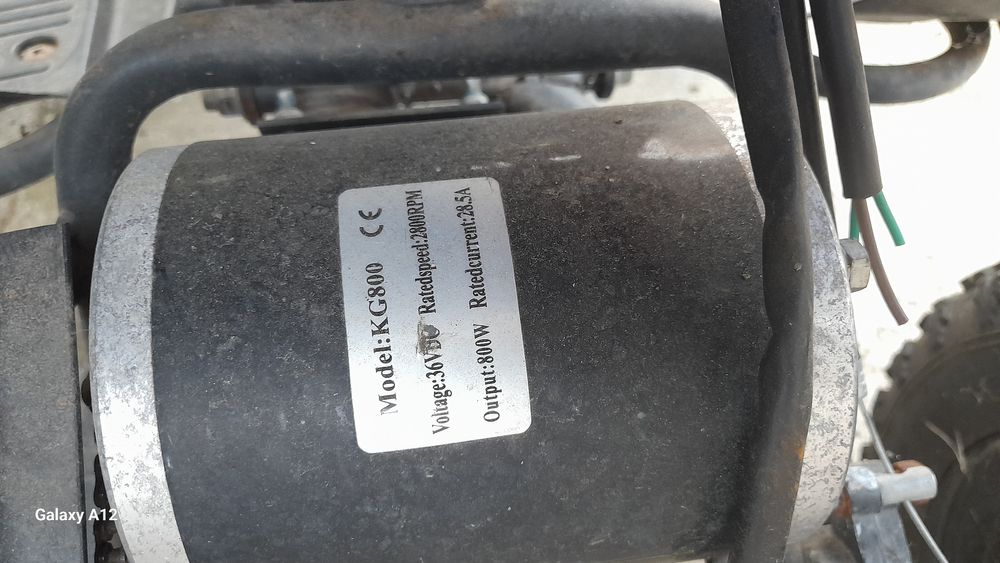 Model:KG800 CE
Voltage:36VDC Ratedspeed:2800RPM
Output:800W Ratedcurrent:28.5A
Galaxy A12